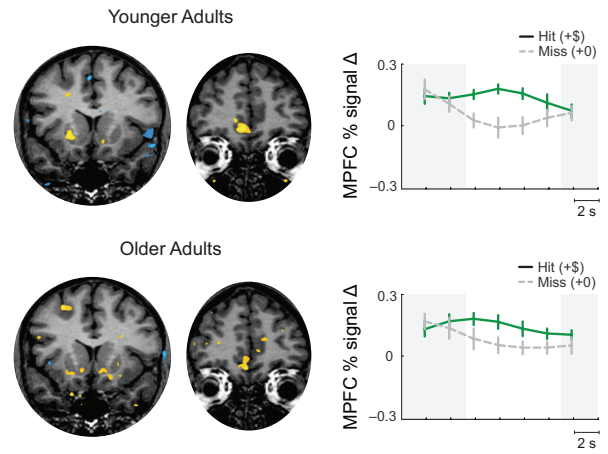 Younger Adults
Hit (+$)
Miss (+0)
0.3
0
–0.3
MPFC % signal Δ
2 s
Older Adults
Hit (+$)
Miss (+0)
0.3
0
–0.3
MPFC % signal Δ
2 s